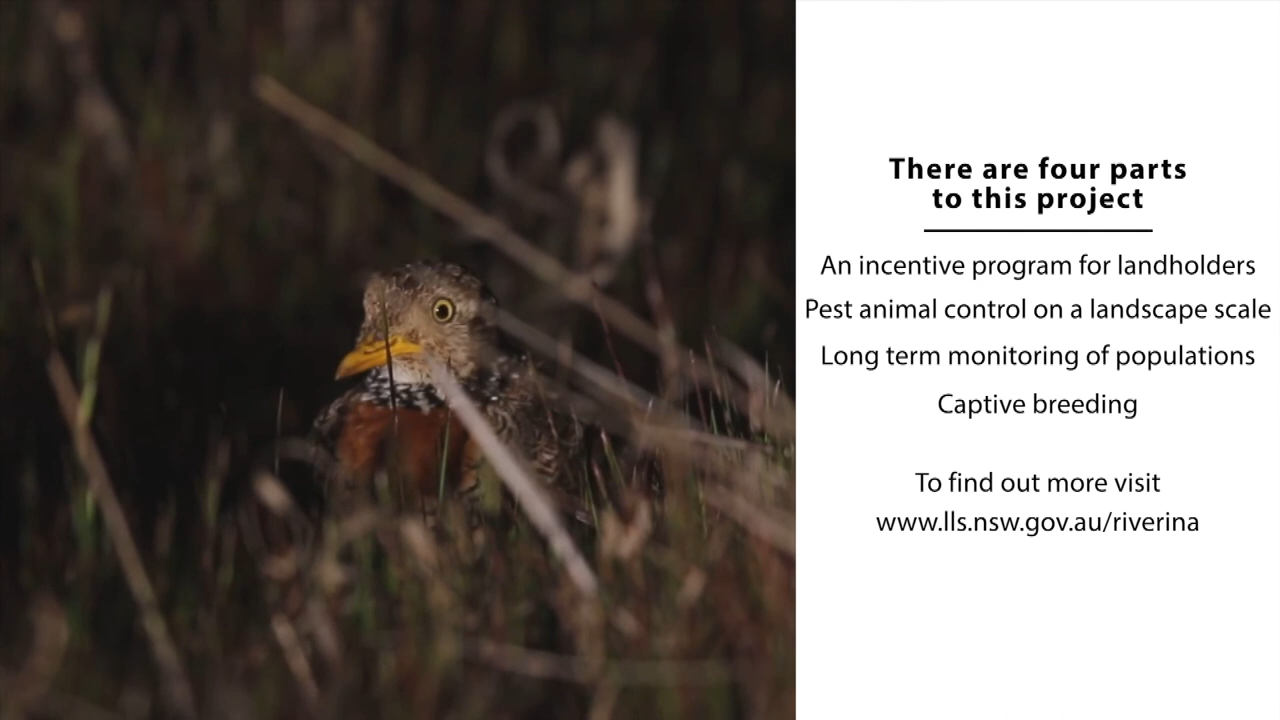 There are four parts
to this project
An incentive program for landholders
Pest animal control on a landscape scale
Long term monitoring of populations
Captive breeding
To find out more visit
www.lls.nsw.gov.au/riverina